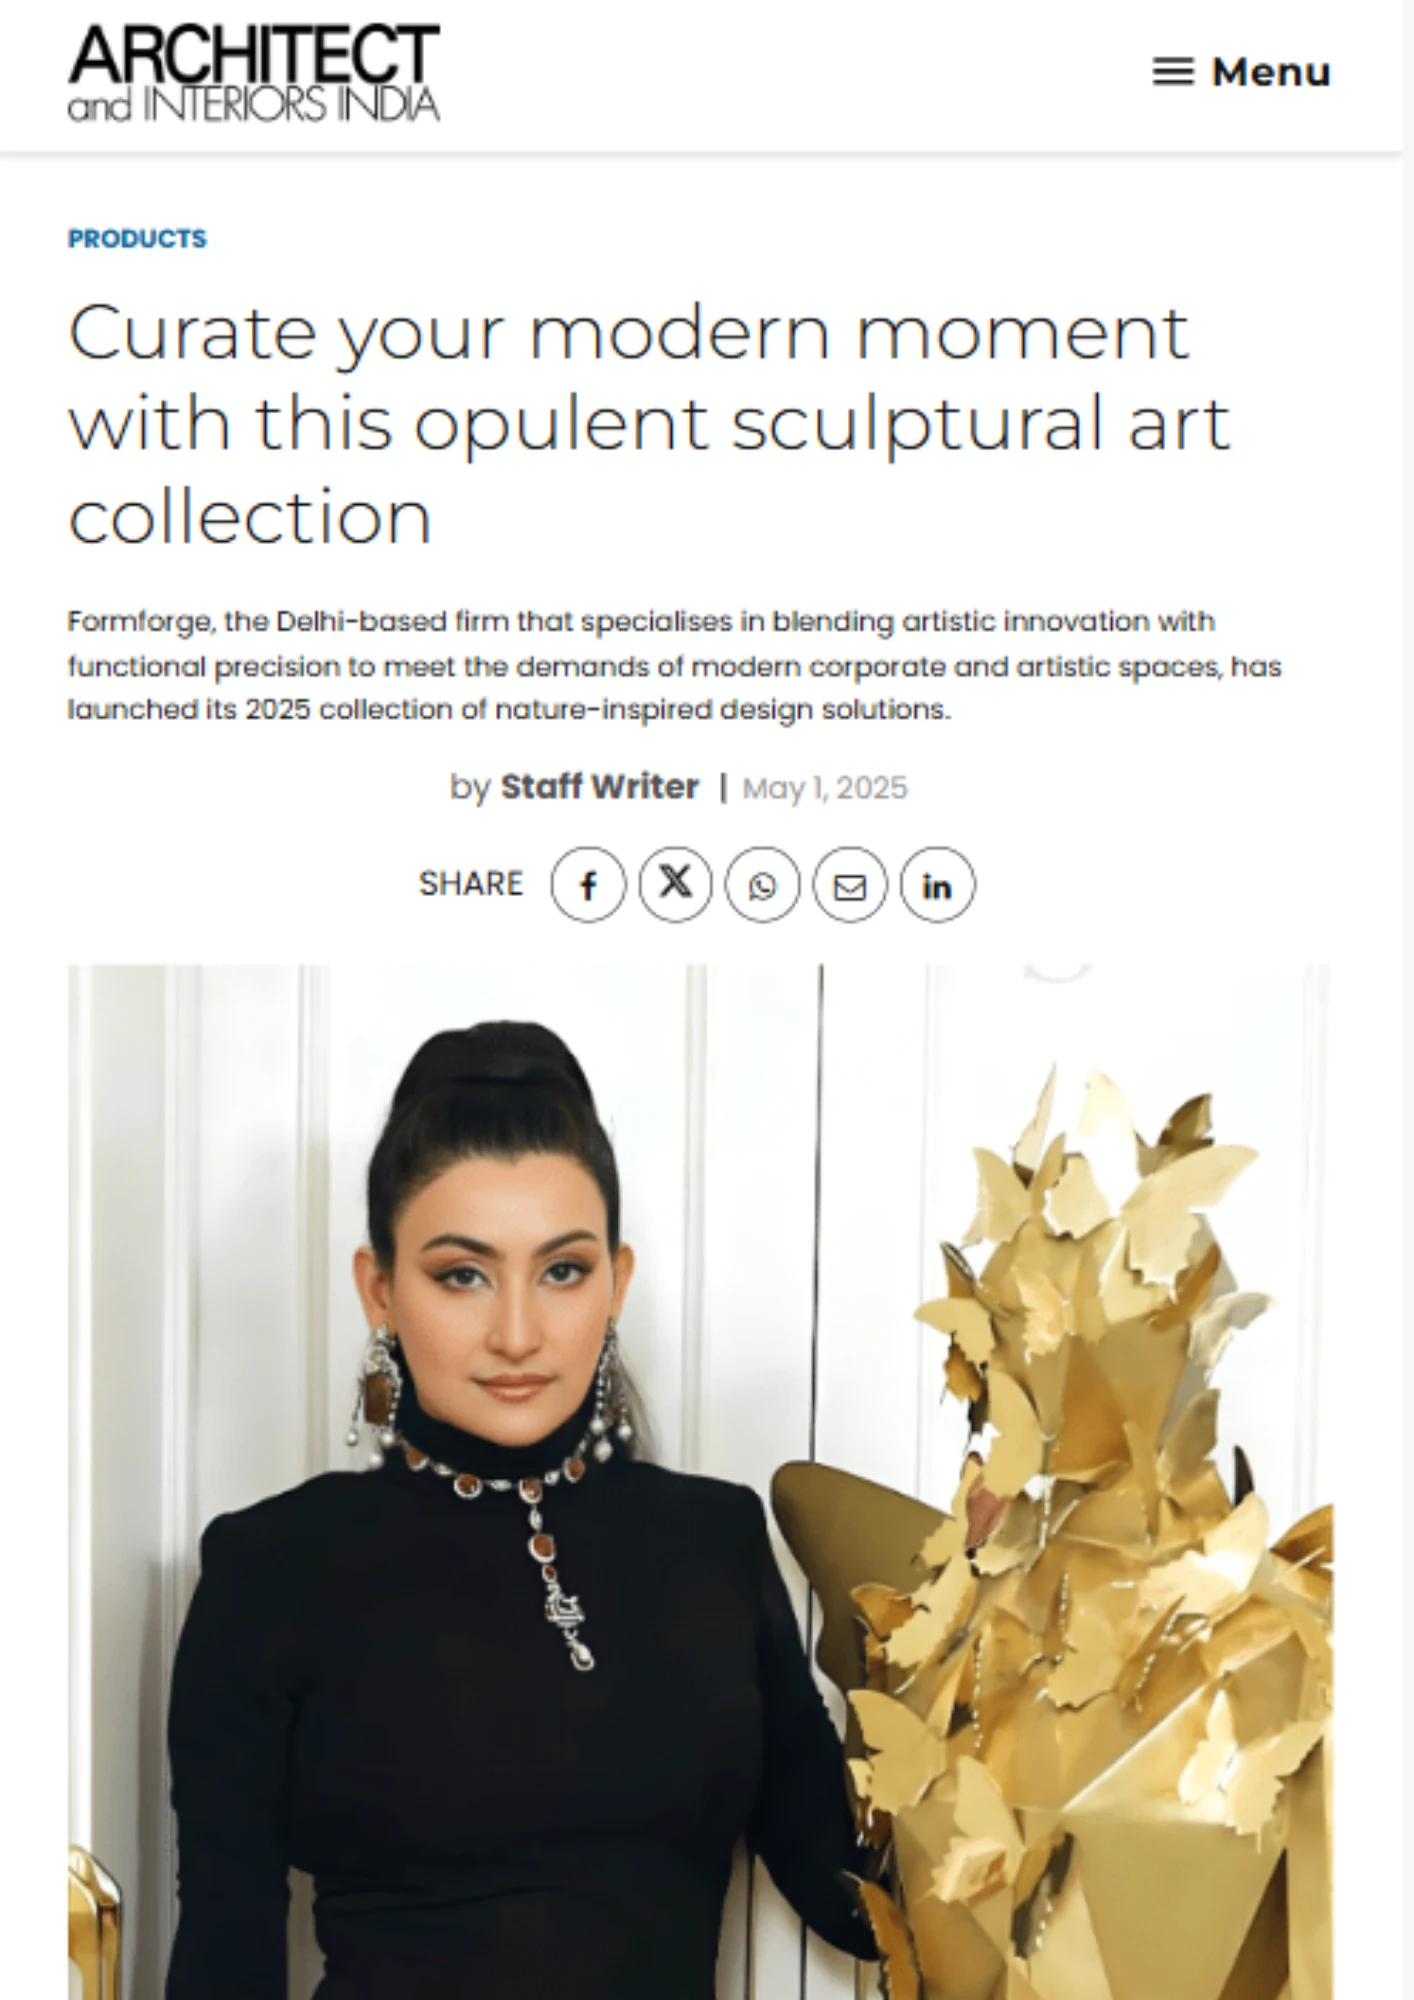 ARCHITECT
and INTERIORS INDIA
Menu
PRODUCTS
Curate your modern moment
with this opulent sculptural art
collection
Formforge, the Delhi-based firm that specialises in blending artistic innovation with
functional precision to meet the demands of modern corporate and artistic spaces, has
launched its 2025 collection of nature-inspired design solutions.
by Staff Writer | May 1, 2025
SHARE